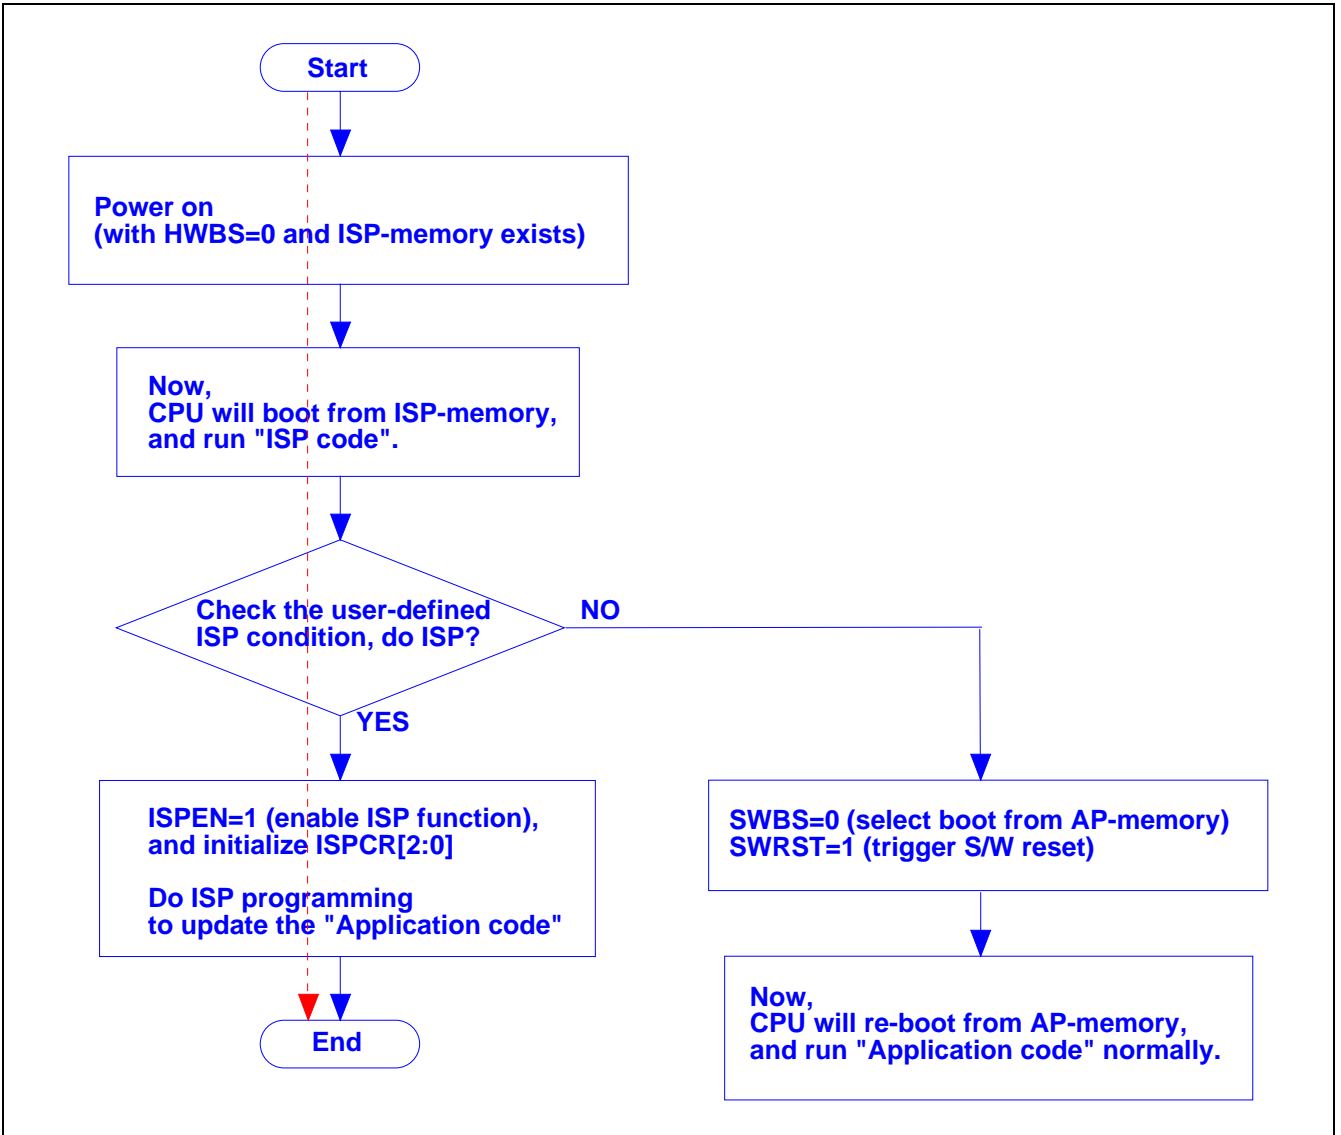 Start
Power on
(with HWBS=0 and ISP-memory exists)
Now,
CPU will boot from ISP-memory,
and run "ISP code".
Check the user-defined
ISP condition, do ISP?
NO
YES
ISPEN=1 (enable ISP function),
and initialize ISPCR[2:0]
Do ISP programming
to update the "Application code"
End
SWBS=0 (select boot from AP-memory)
SWRST=1 (trigger S/W reset)
Now,
CPU will re-boot from AP-memory,
and run "Application code" normally.